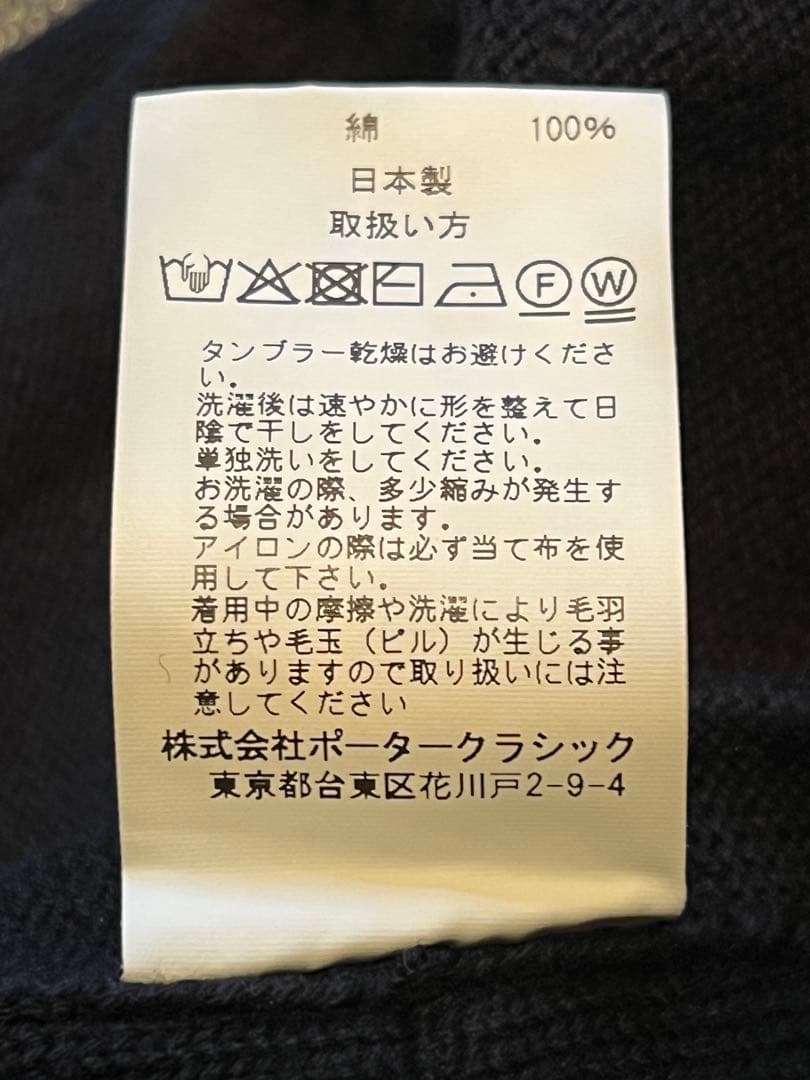 綿 100%
日本製
取扱い方
F W
タンブラー乾燥はお避けくださ
い。
洗濯後は速やかに形を整えて日
陰で干しをしてください。
単独洗いをしてください。
お洗濯の際、多少縮みが発生す
る場合があります。
アイロンの際は必ず当て布を使
用して下さい。
着用中の摩擦や洗濯により毛羽
立ちや毛玉（ピル）が生じる事
がありますので取り扱いには注
意してください
株式会社ポータークラシック
東京都台東区花川戸2-9-4